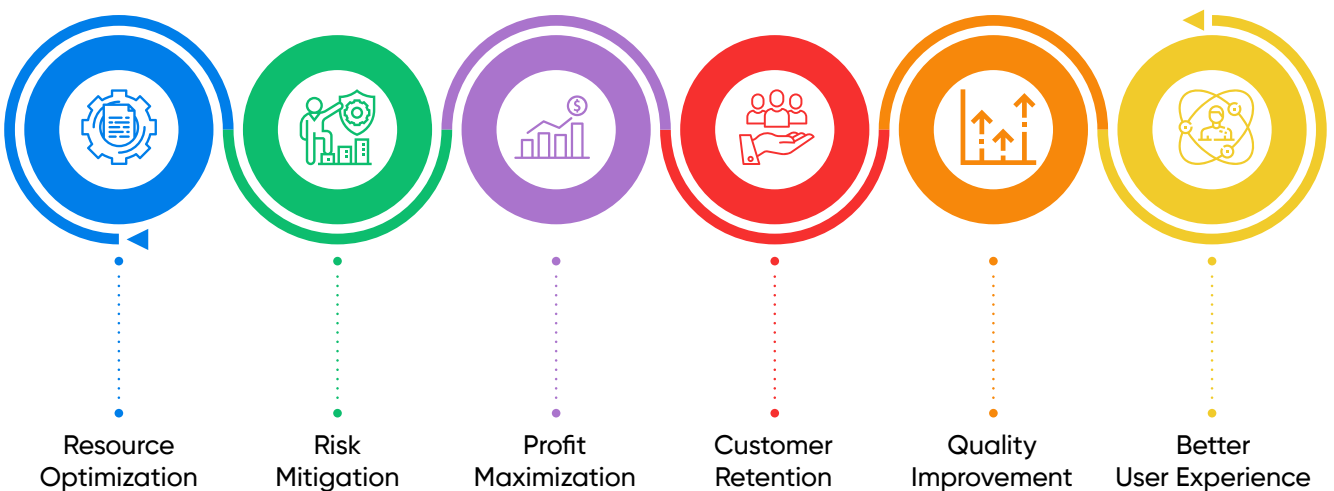 $
Resource
Optimization
Risk
Mitigation
Profit
Maximization
Customer
Retention
Quality
Improvement
Better
User Experience